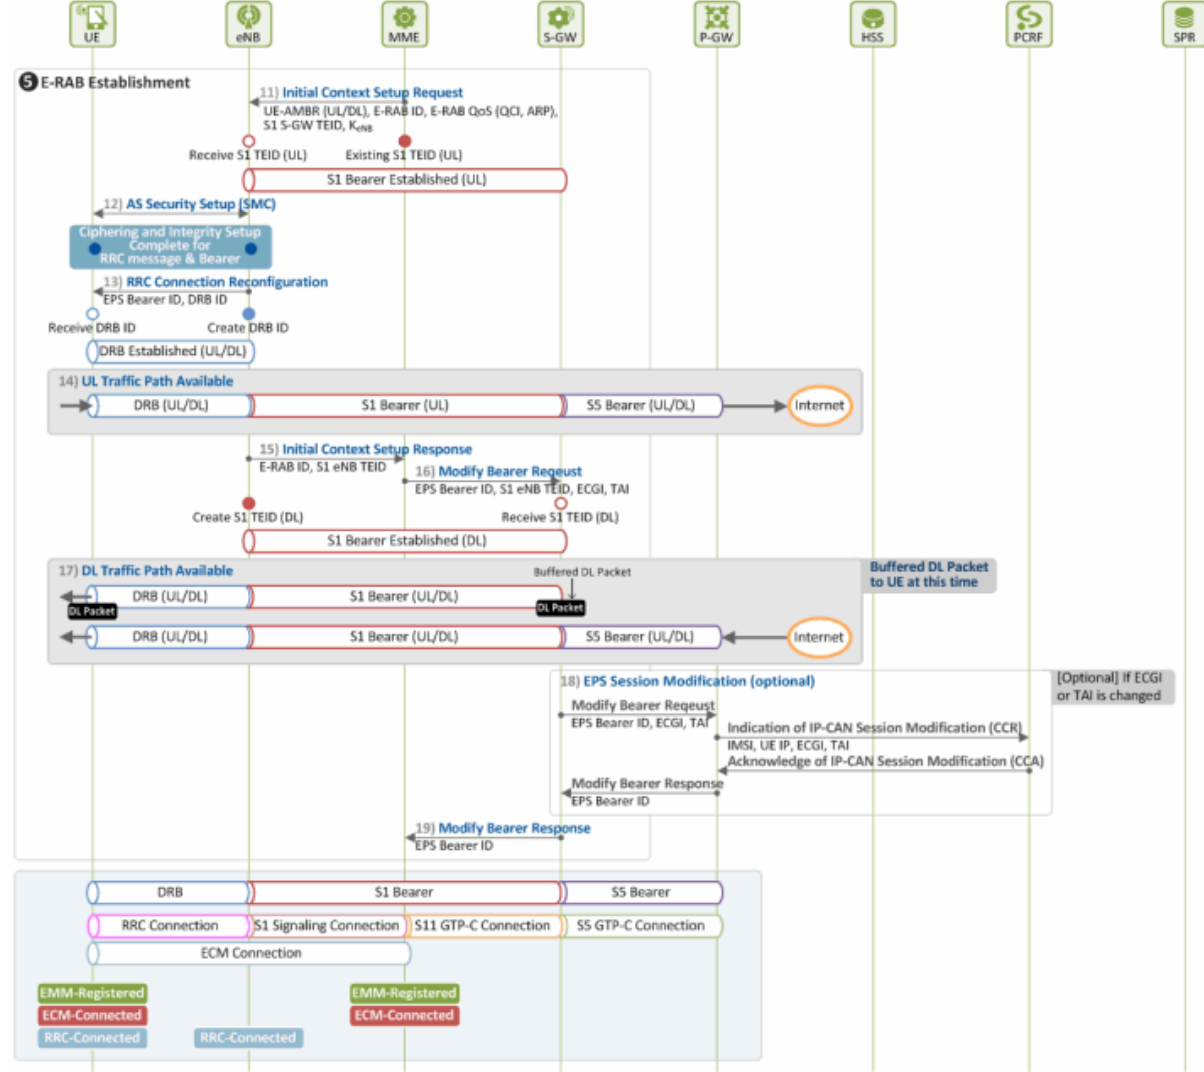 UE
eNB
MME
S-GW
P-GW
HSS
PCRF
SPR
5 E-RAB Establishment
11) Initial Context Setup Request
UE-AMBR (UL/DL), E-RAB ID, E-RAB QoS (QCI, ARP),
S1 S-GW TEID, KeNB
Receive S1 TEID (UL)
Existing S1 TEID (UL)
S1 Bearer Established (UL)
12) AS Security Setup (SMC)
Ciphering and Integrity Setup
Complete for
RRC message & Bearer
13) RRC Connection Reconfiguration
EPS Bearer ID, DRB ID
Receive DRB ID
Create DRB ID
DRB Established (UL/DL)
14) UL Traffic Path Available
DRB (UL/DL)
S1 Bearer (UL)
S5 Bearer (UL/DL)
Internet
15) Initial Context Setup Response
E-RAB ID, S1 eNB TEID
16) Modify Bearer Reqeust
EPS Bearer ID, S1 eNB TEID, ECGI, TAI
Create S1 TEID (DL)
Receive S1 TEID (DL)
S1 Bearer Established (DL)
17) DL Traffic Path Available
Buffered DL Packet
Buffered DL Packet
to UE at this time
DRB (UL/DL)
S1 Bearer (UL/DL)
DL Packet
DL Packet
DRB (UL/DL)
S1 Bearer (UL/DL)
S5 Bearer (UL/DL)
Internet
18) EPS Session Modification (optional)
[Optional] If ECGI
or TAI is changed
Modify Bearer Reqeust
EPS Bearer ID, ECGI, TAI
Indication of IP-CAN Session Modification (CCR)
IMSI, UE IP, ECGI, TAI
Acknowledge of IP-CAN Session Modification (CCA)
Modify Bearer Response
EPS Bearer ID
19) Modify Bearer Response
EPS Bearer ID
DRB
S1 Bearer
S5 Bearer
RRC Connection
S1 Signaling Connection
S11 GTP-C Connection
S5 GTP-C Connection
ECM Connection
EMM-Registered
EMM-Registered
ECM-Connected
ECM-Connected
RRC-Connected
RRC-Connected